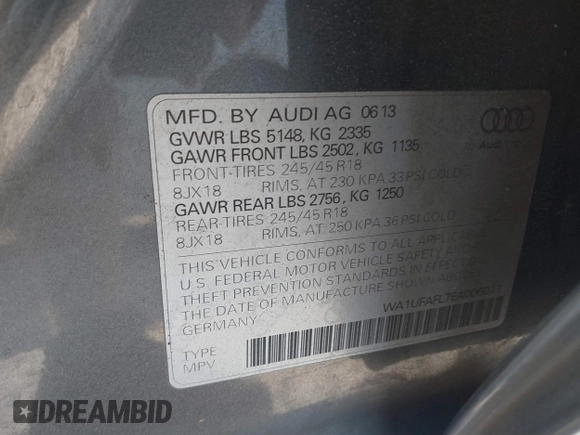 MFD. BY AUDI AG 06 13
GVWR LBS 5148, KG 2335
GAWR FRONT LBS 2502, KG 1135
FRONT-TIRES 245/45 R18
8JX18 RIMS, AT 230 KPA 33 PSI COLD
GAWR REAR LBS 2756, KG 1250
REAR-TIRES 245/45 R18
8JX18 RIMS, AT 250 KPA 36 PSI COLD
Audi
THIS VEHICLE CONFORMS TO ALL APPLIC
U.S. FEDERAL MOTOR VEHICLE SAFETY AND
THEFT PREVENTION STANDARDS IN EFFECT
THE DATE OF MANUFACTURE SHOWN
GERMANY
TYPE
MPV
DREAMBID